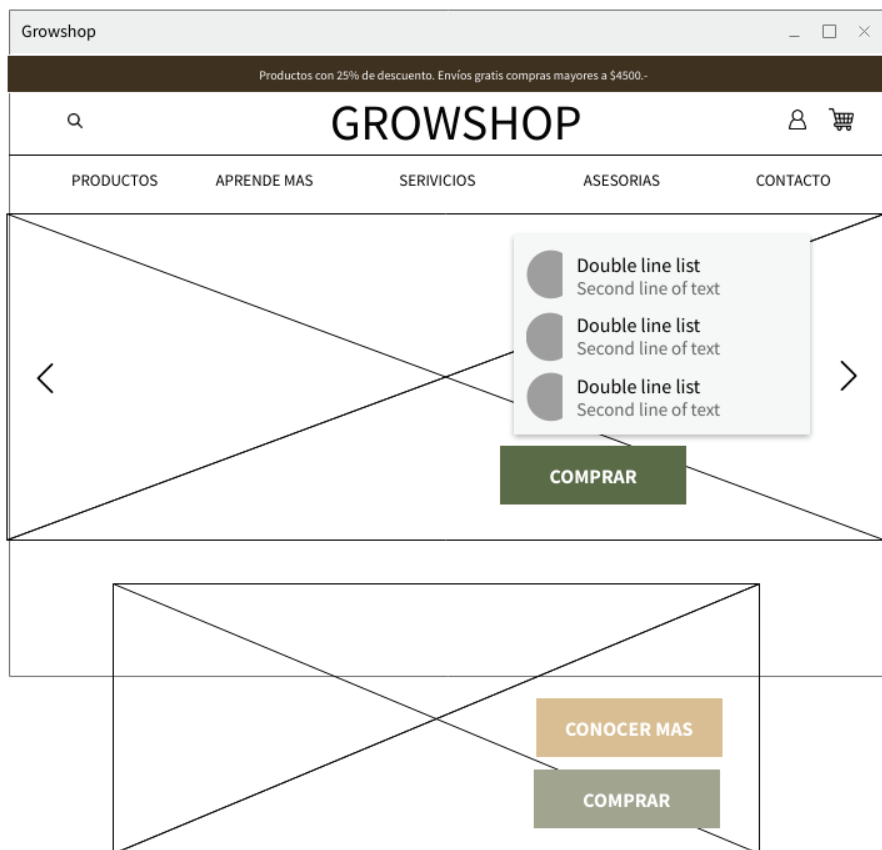 Growshop
Productos con 25% de descuento. Envíos gratis compras mayores a $4500.-
GROWSHOP
PRODUCTOS APRENDE MAS SERIVICIOS ASESORIAS CONTACTO
Double line list
Second line of text
Double line list
Second line of text
Double line list
Second line of text
COMPRAR
CONOCER MAS
COMPRAR